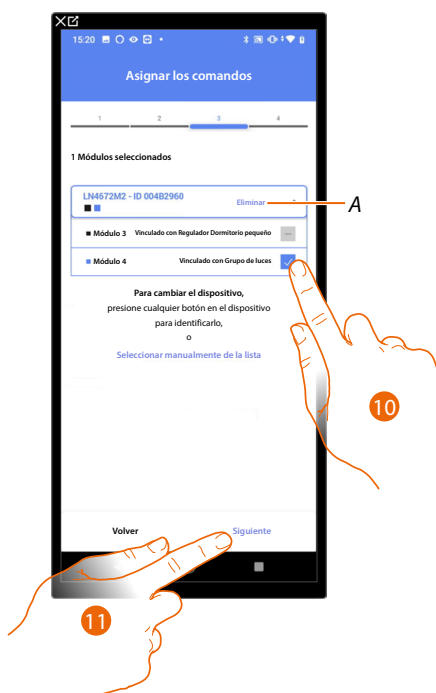 15:20
Asignar los comandos
1 2 3 4
1 Módulos seleccionados
LN4672M2 - ID 004B2960
Eliminar
A
Módulo 3 Vinculado con Regulador Dormitorio pequeño
Módulo 4 Vinculado con Grupo de luces
Para cambiar el dispositivo,
presione cualquier botón en el dispositivo
para identificarlo,
o
Seleccionar manualmente de la lista
10
Volver Siguiente
11